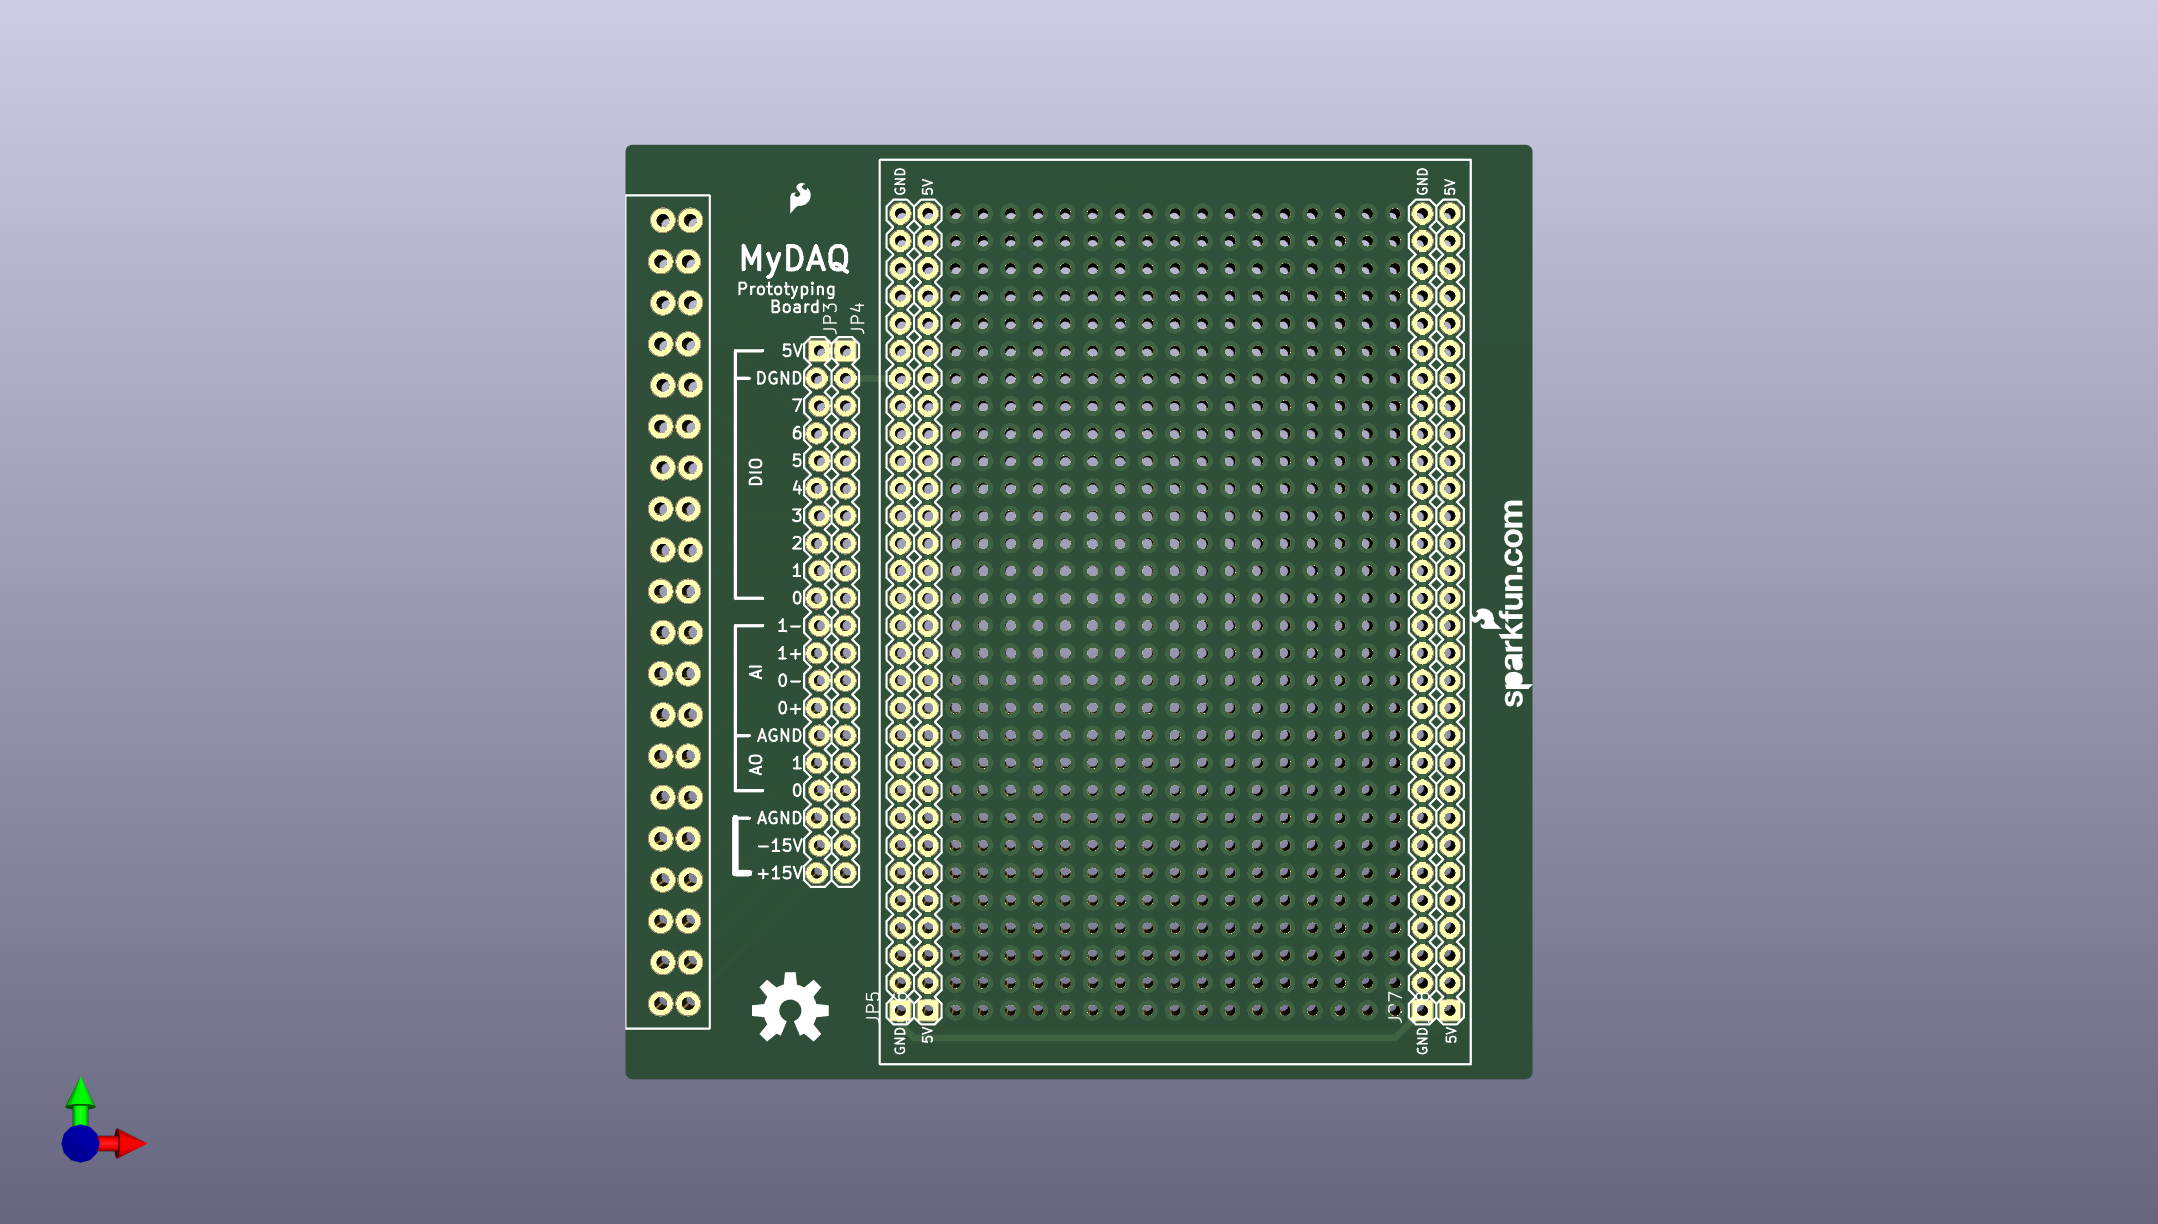 GND
5V
GND
5V
MyDAQ
Prototyping
Board
JP3
JP4
5V
DGND
7
6
5
4
3
2
1
0
DIO
1-
1+
0-
0+
AGND
1
0
AI
AO
AGND
-15V
+15V
sparkfun.com
JP5
JP7
GND
5V
GND
5V